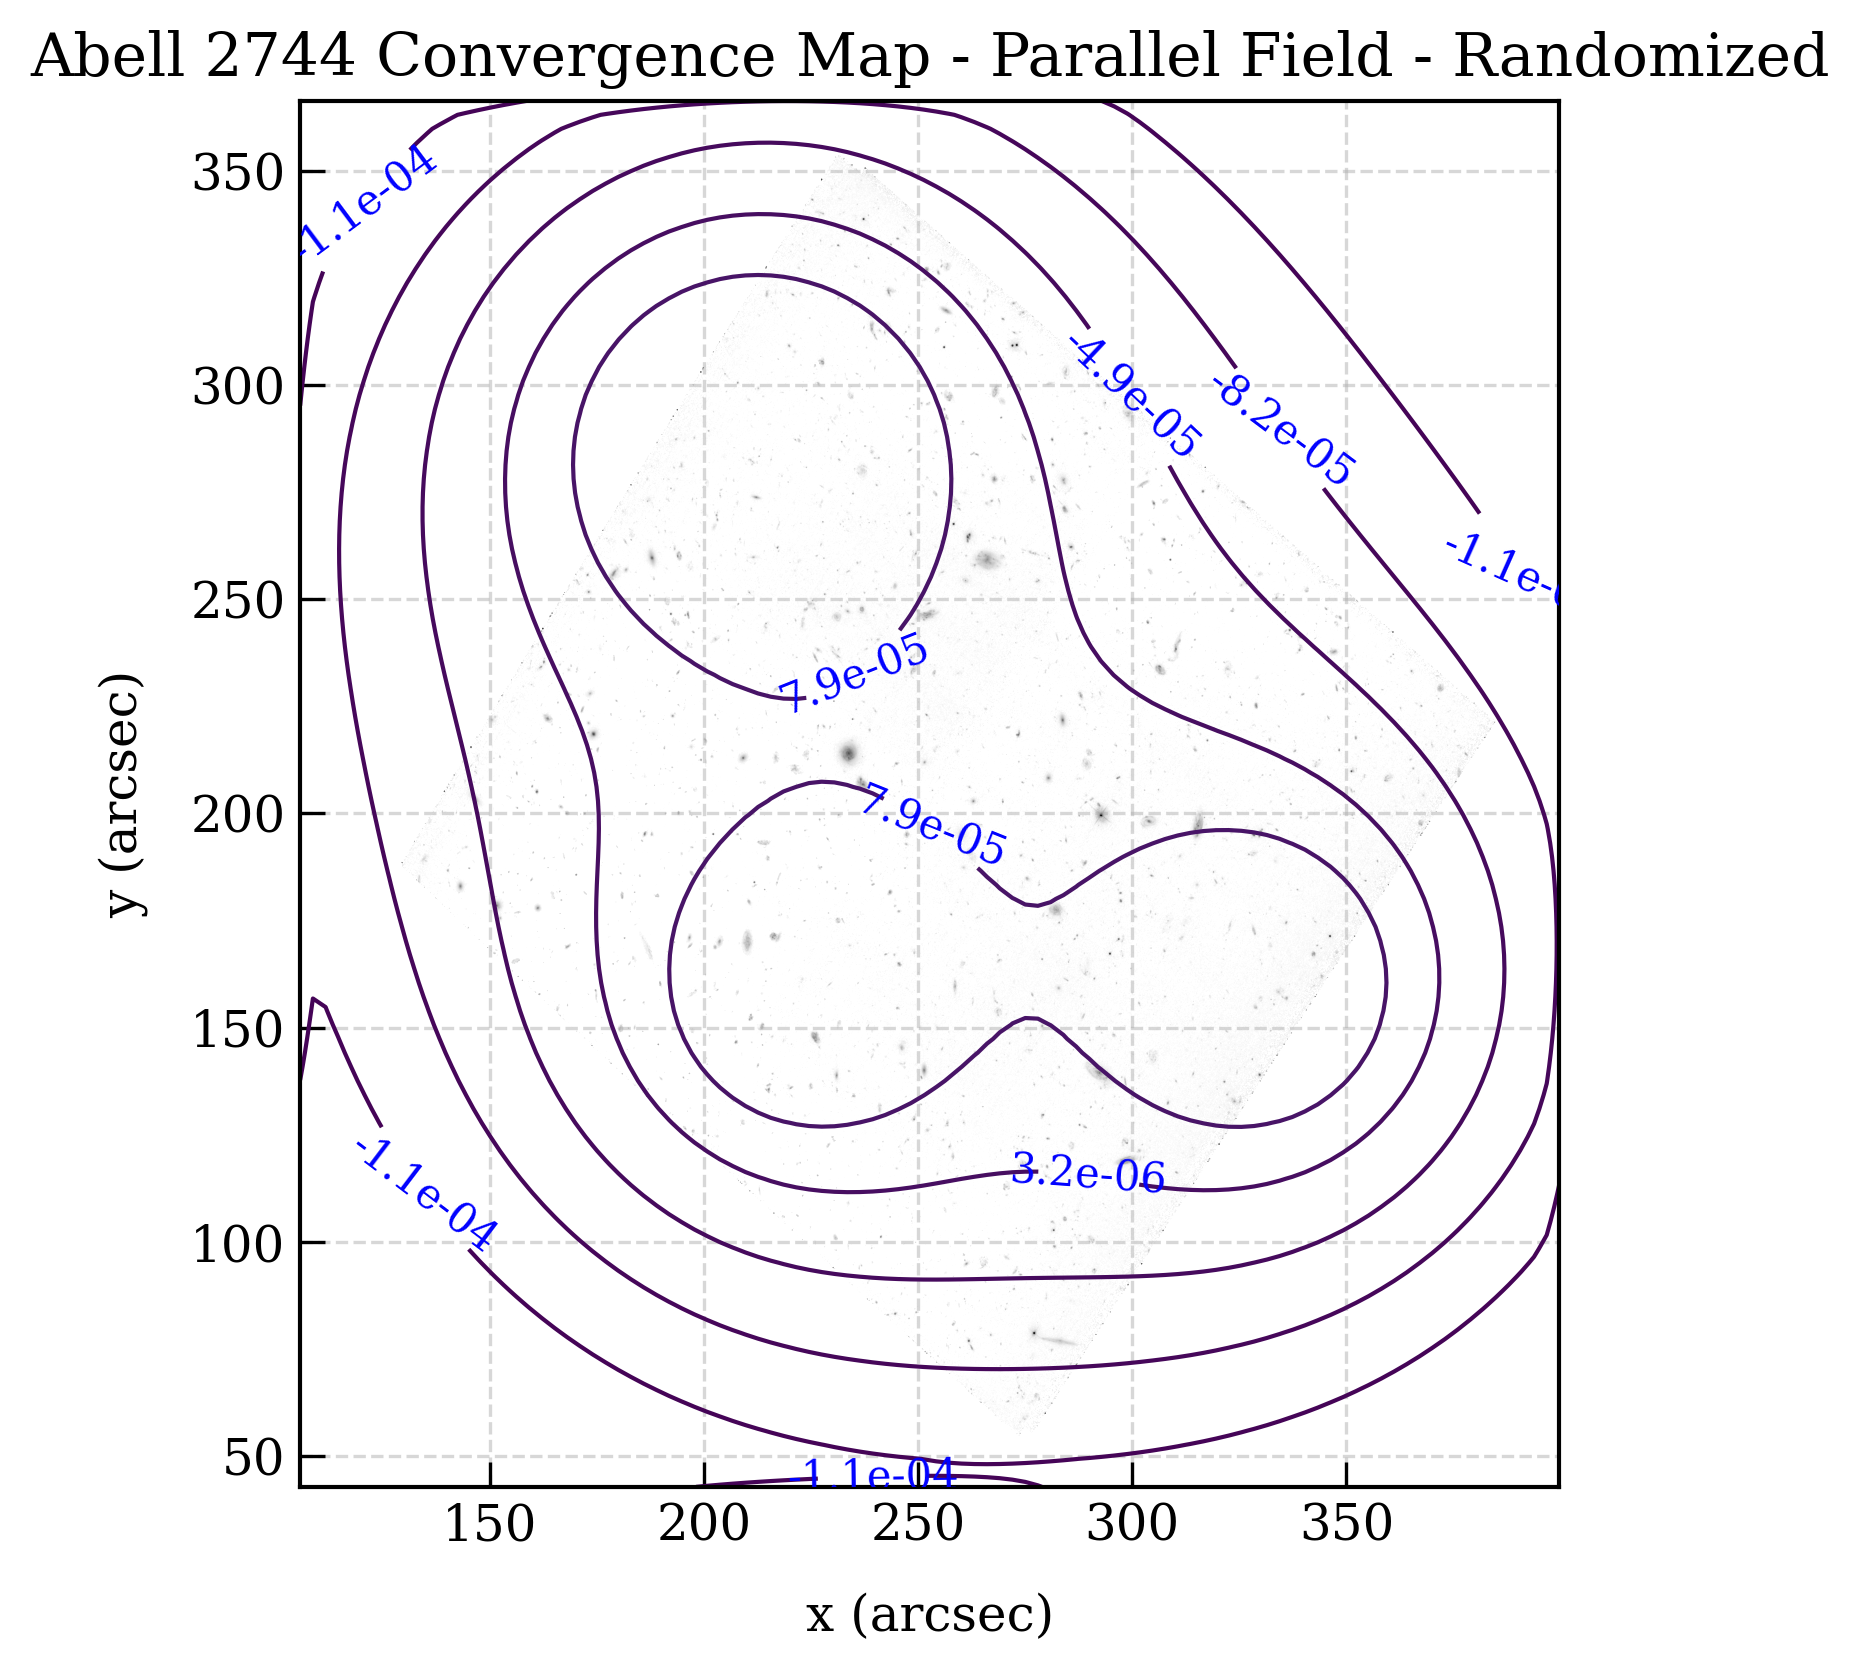 Abell 2744 Convergence Map - Parallel Field - Randomized
350
300
250
200
150
100
50
y (arcsec)
-1.1e-04
-4.9e-05
-8.2e-05
-1.1e-
7.9e-05
7.9e-05
-1.1e-04
3.2e-06
-1.1e-04
150
200
250
300
350
x (arcsec)